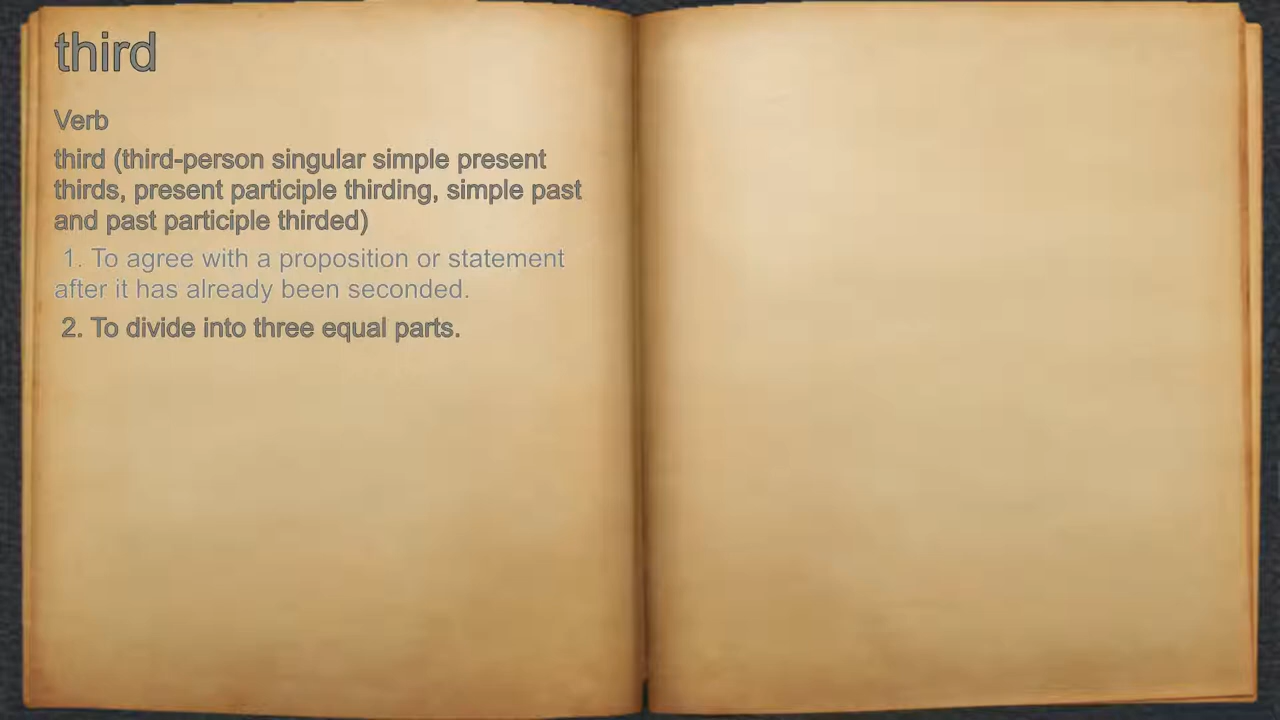 third
Verb
third (third-person singular simple present
thirds, present participle thirding, simple past
and past participle thirded)
1. To agree with a proposition or statement
after it has already been seconded.
2. To divide into three equal parts.